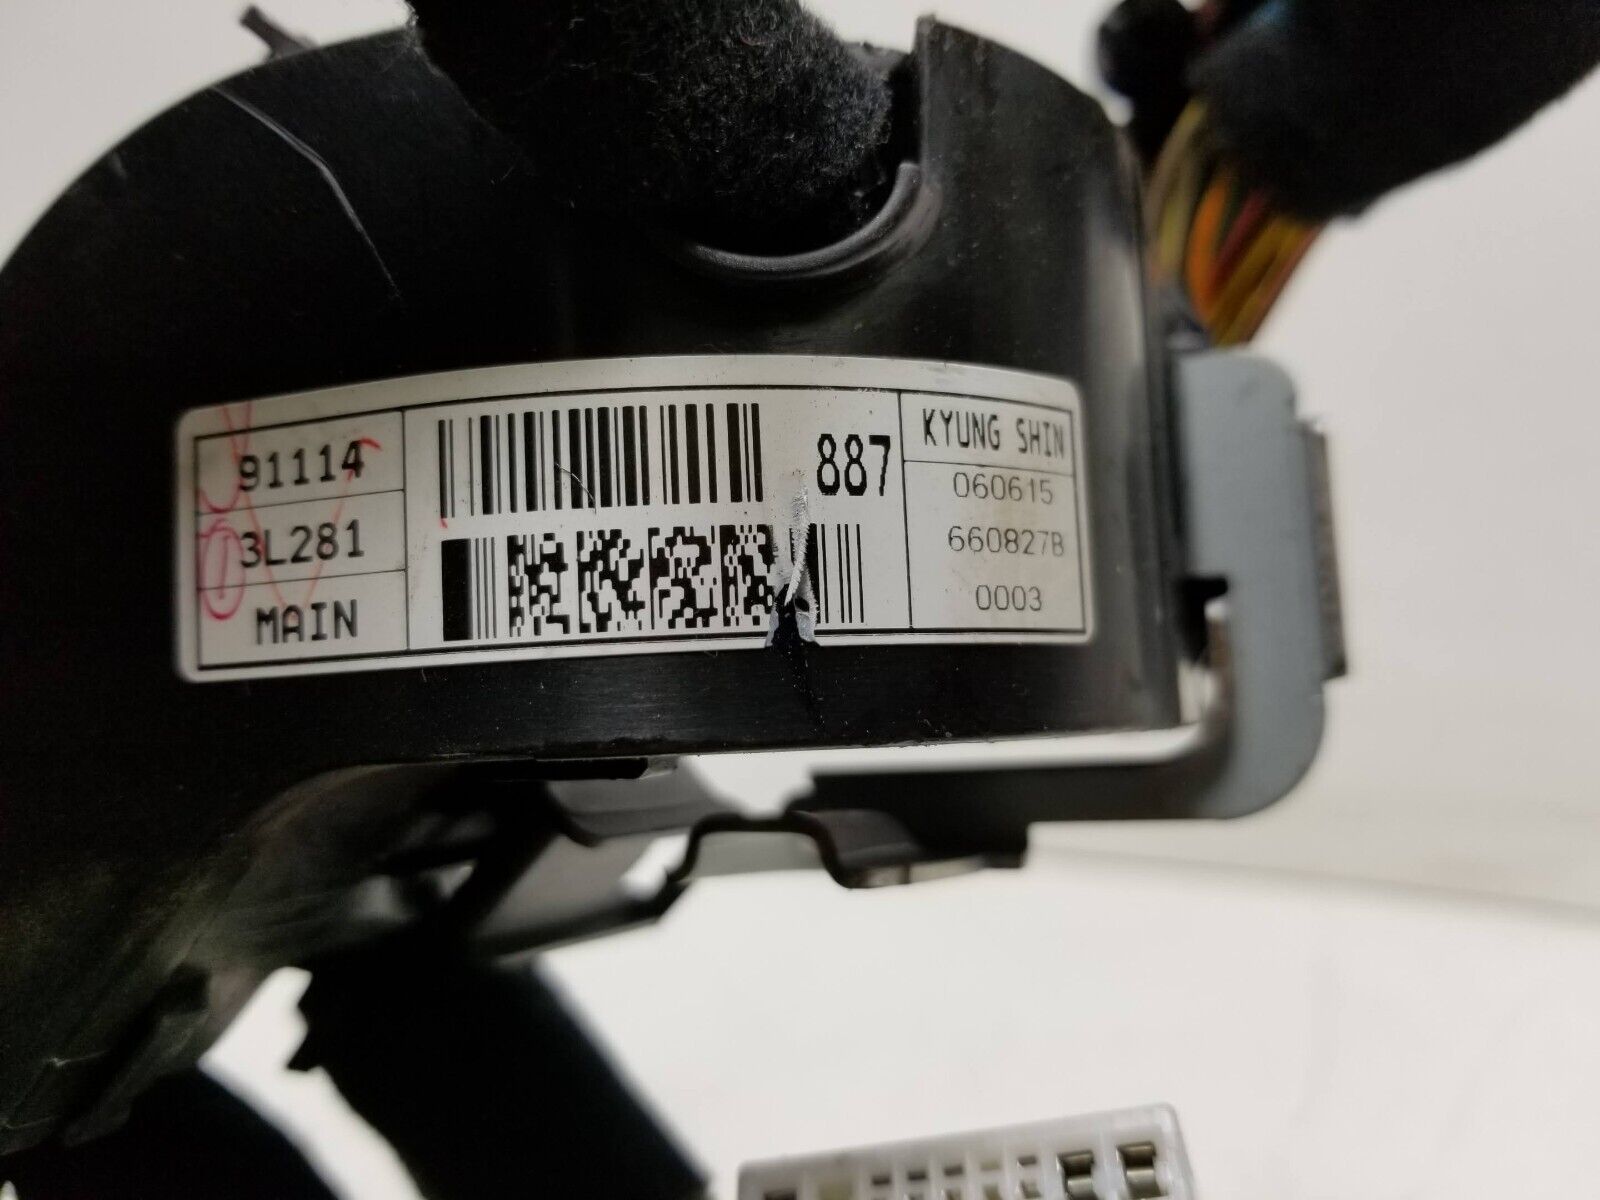 91114
3L281
MAIN
887
KYUNG SHIN
060615
660827B
0003